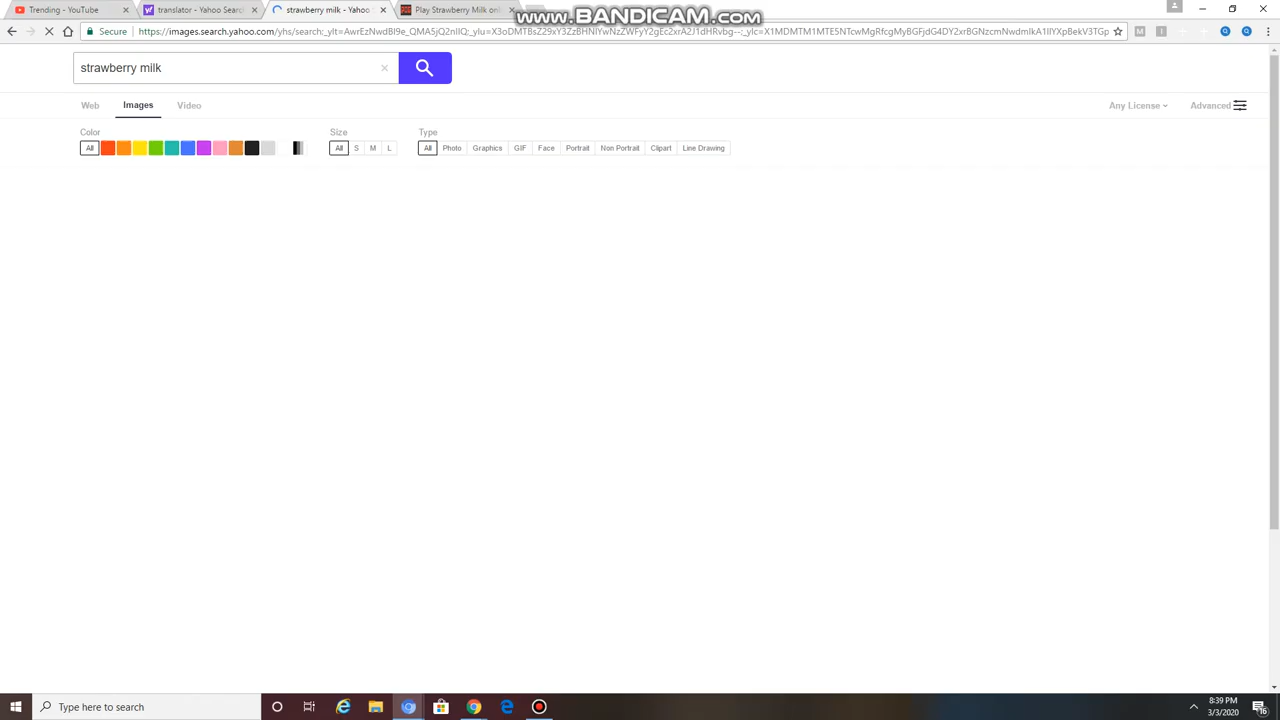 Trending - YouTube
translator - Yahoo Searc
strawberry milk - Yahoo
Play Strawberry Milk onl
www.BANDICAM.com
Secure
strawberry milk
Web
Images
Video
Any License
Advanced
Color
Size
Type
All
All
S
M
L
All
Photo
Graphics
GIF
Face
Portrait
Non Portrait
Clipart
Line Drawing
Type here to search
8:39 PM
3/3/2020
16